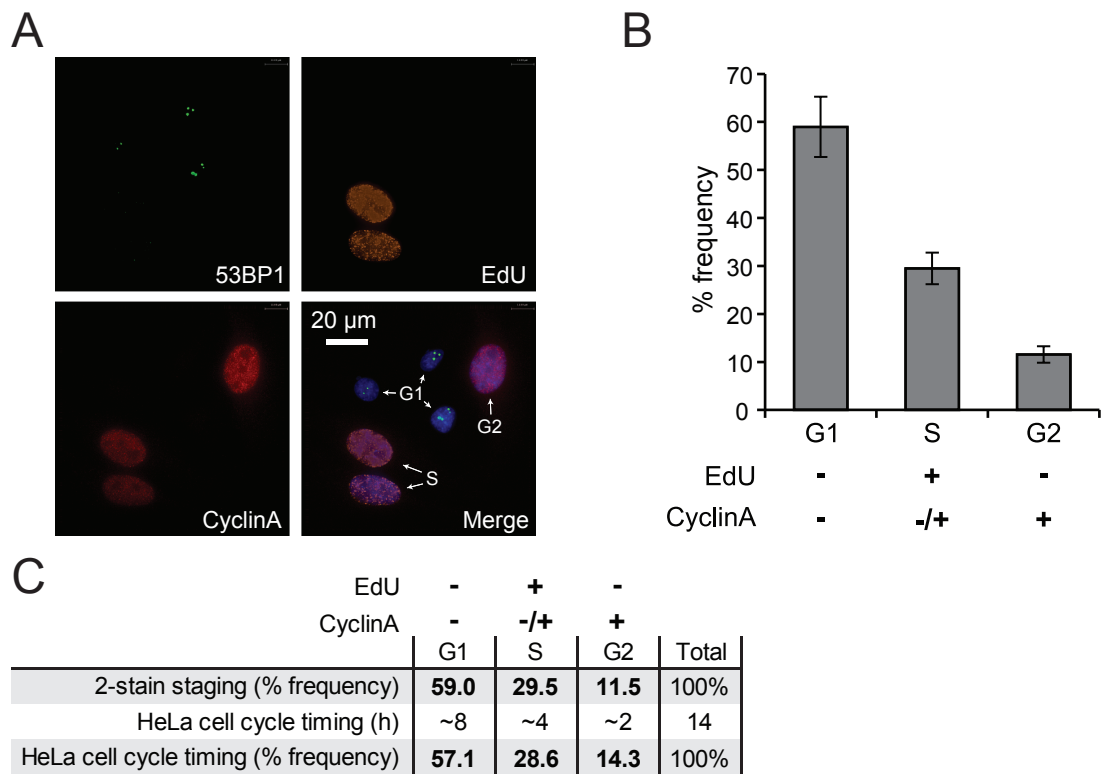 A
53BP1
EdU
CyclinA
20 µm
G1
G2
S
Merge
B
% frequency
70
60
50
40
30
20
10
0
G1 S G2
EdU - + -
CyclinA - -/+ +
C
EdU - + -
CyclinA - -/+ +
G1 S G2 Total
2-stain staging (% frequency) 59.0 29.5 11.5 100%
HeLa cell cycle timing (h) ~8 ~4 ~2 14
HeLa cell cycle timing (% frequency) 57.1 28.6 14.3 100%